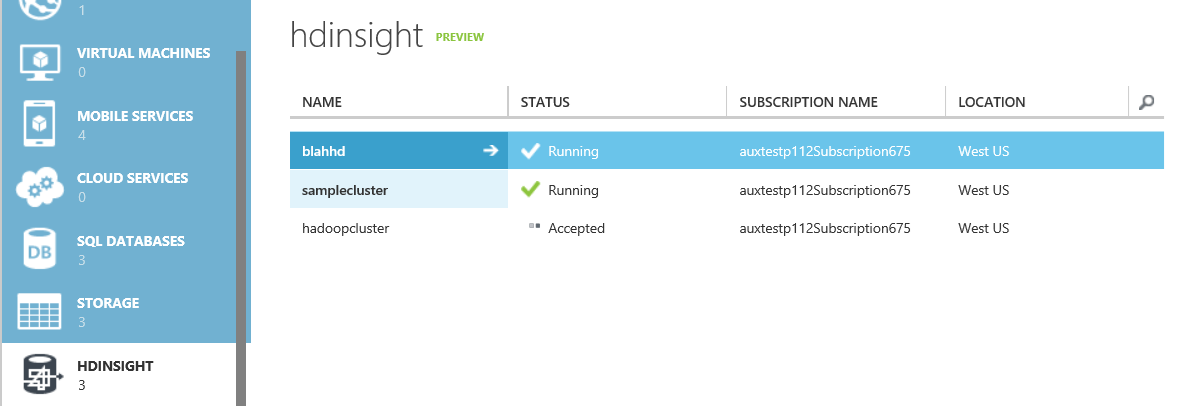 1
VIRTUAL MACHINES
0
MOBILE SERVICES
4
CLOUD SERVICES
0
DB
SQL DATABASES
3
STORAGE
3
HDINSIGHT
3
hdinsight PREVIEW
NAME STATUS SUBSCRIPTION NAME LOCATION
blahhd Running auxtestp112Subscription675 West US
samplecluster Running auxtestp112Subscription675 West US
hadoopcluster Accepted auxtestp112Subscription675 West US